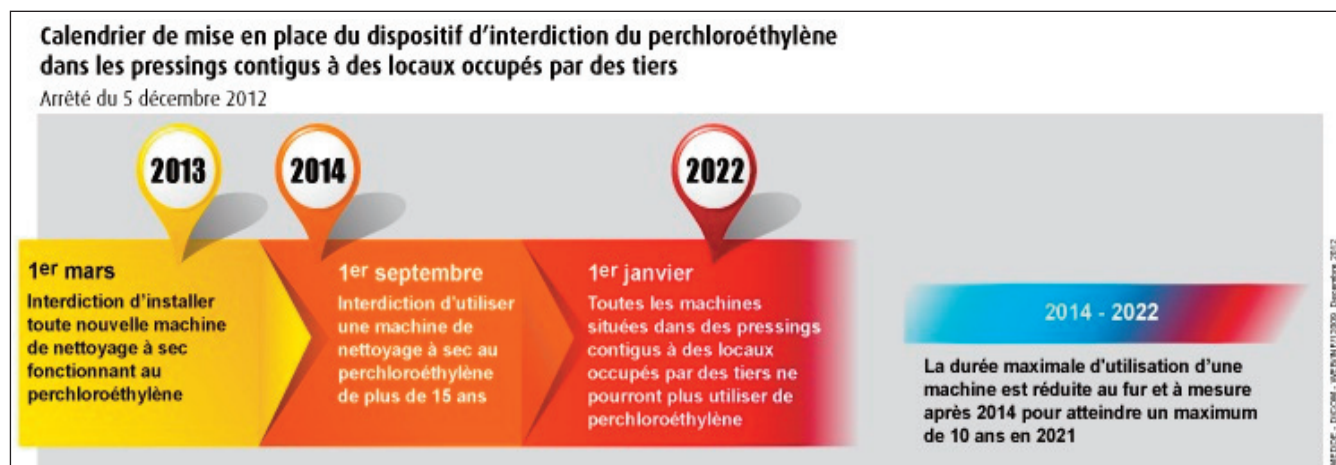 Calendrier de mise en place du dispositif d'interdiction du perchloroéthylène
dans les pressings contigus à des locaux occupés par des tiers
Arrêté du 5 décembre 2012
2013
2014
2022
1er mars
Interdiction d'installer
toute nouvelle machine
de nettoyage à sec
fonctionnant au
perchloroéthylène
1er septembre
Interdiction d'utiliser
une machine de
nettoyage à sec au
perchloroéthylène
de plus de 15 ans
1er janvier
Toutes les machines
situées dans des pressings
contigus à des locaux
occupés par des tiers ne
pourront plus utiliser de
perchloroéthylène
2014 - 2022
La durée maximale d'utilisation d'une
machine est réduite au fur et à mesure
après 2014 pour atteindre un maximum
de 10 ans en 2021
Décembre 2012